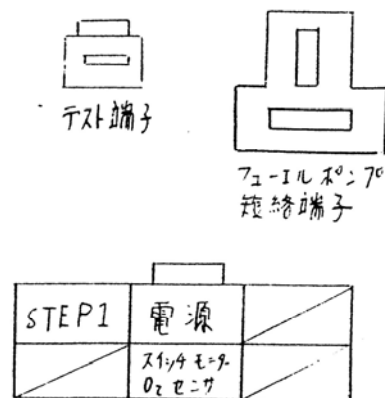 テスト端子
フューエルポンプ
短絡端子
STEP1
電源
スイッチモニター
O2センサ